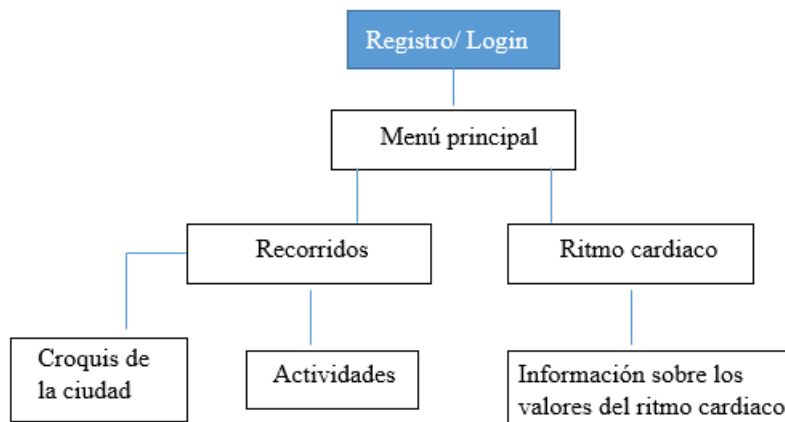 Registro/ Login
Menú principal
Recorridos
Ritmo cardiaco
Croquis de
la ciudad
Actividades
Información sobre los
valores del ritmo cardiaco